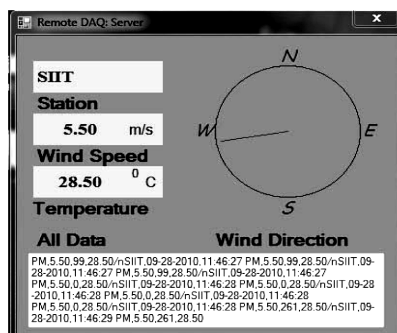 Remote DAQ: Server
x
SIIT
Station
5.50 m/s
Wind Speed
28.50 0 C
Temperature
N
W
E
S
All Data
Wind Direction
PM,5.50,99,28.50/nSIIT,09-28-2010,11:46:27 PM,5.50,99,28.50/nSIIT,09-
28-2010,11:46:27 PM,5.50,99,28.50/nSIIT,09-28-2010,11:46:27
PM,5.50,0,28.50/nSIIT,09-28-2010,11:46:28 PM,5.50,0,28.50/nSIIT,09-28
-2010,11:46:28 PM,5.50,0,28.50/nSIIT,09-28-2010,11:46:28
PM,5.50,0,28.50/nSIIT,09-28-2010,11:46:28 PM,5.50,261,28.50/nSIIT,09-
28-2010,11:46:29 PM,5.50,261,28.50